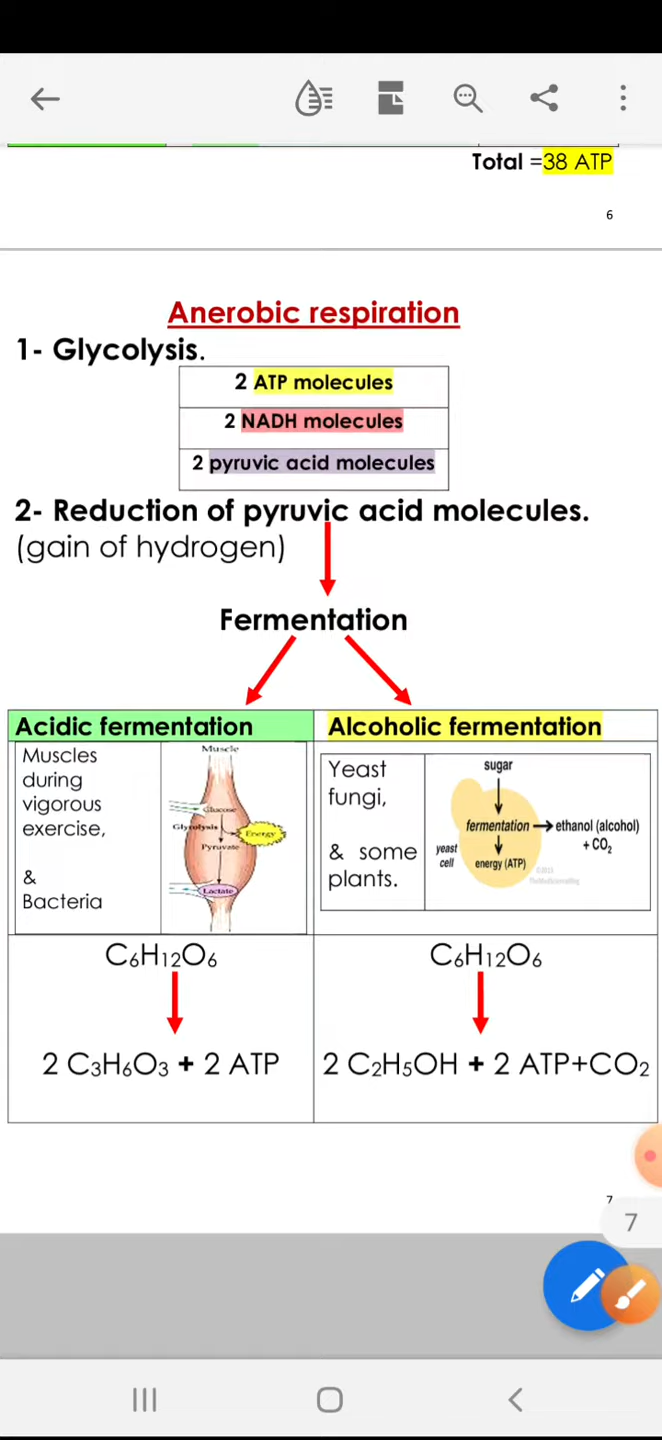 Total =38 ATP
6
Anerobic respiration
1- Glycolysis.
2 ATP molecules
2 NADH molecules
2 pyruvic acid molecules
2- Reduction of pyruvic acid molecules.
(gain of hydrogen)
Fermentation
Acidic fermentation
Muscles
during
vigorous
exercise,
&
Bacteria
Muscle
Glucose
Glycolysis
Energy
Pyruvate
Lactate
Alcoholic fermentation
Yeast
fungi,
& some
plants.
sugar
fermentation
ethanol (alcohol)
+ CO2
yeast
cell
energy (ATP)
C6H12O6
2 C3H6O3 + 2 ATP
C6H12O6
2 C2H5OH + 2 ATP+CO2
7
7